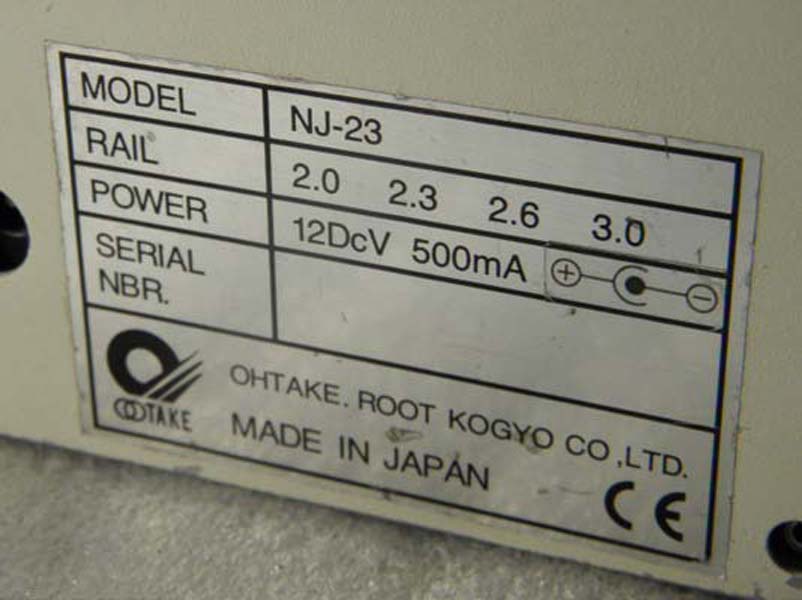 MODEL NJ-23
RAIL 2.0 2.3 2.6 3.0
POWER 12DcV 500mA + −
SERIAL
NBR.
OHTAKE. ROOT KOGYO CO.,LTD.
OOTAKE
MADE IN JAPAN
CE